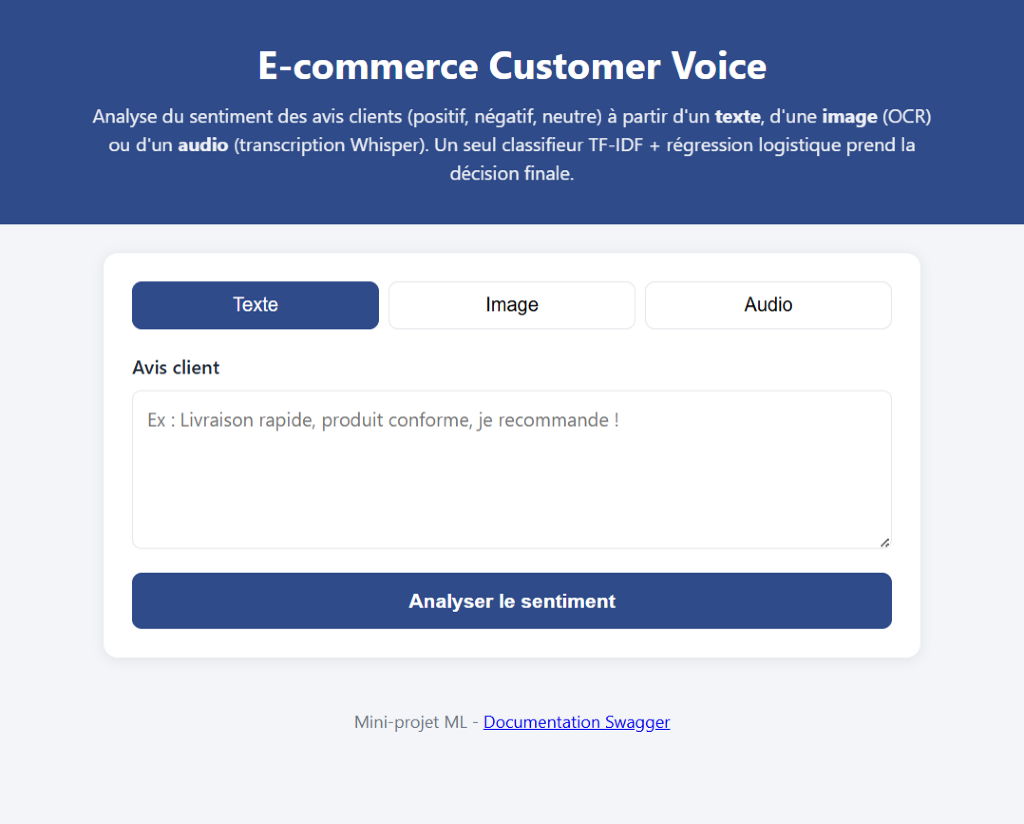 E-commerce Customer Voice
Analyse du sentiment des avis clients (positif, négatif, neutre) à partir d'un texte, d'une image (OCR)
ou d'un audio (transcription Whisper). Un seul classifieur TF-IDF + régression logistique prend la
décision finale.
Texte
Image
Audio
Avis client
Ex : Livraison rapide, produit conforme, je recommande !
Analyser le sentiment
Mini-projet ML - Documentation Swagger